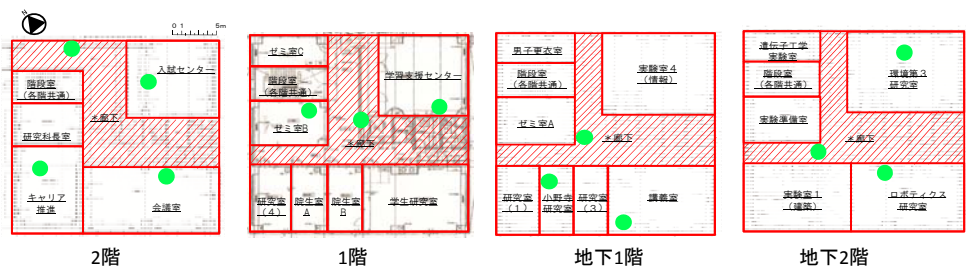 N
0 1 5m
入試センター
階段室
（各階共通）
＊廊下
研究科長室
キャリア
推進
会議室
2階
ゼミ室C
階段室
（各階共通）
学習支援センター
ゼミ室B
＊廊下
研究室
（4）
院生室
A
院生室
B
学生研究室
1階
男子更衣室
階段室
（各階共通）
実験室４
（情報）
ゼミ室A
＊廊下
研究室
（1）
小野寺
研究室
研究室
（3）
講義室
地下1階
遺伝子工学
実験室
階段室
（各階共通）
環境第3
研究室
実験準備室
＊廊下
実験室１
（建築）
ロボティクス
研究室
地下2階